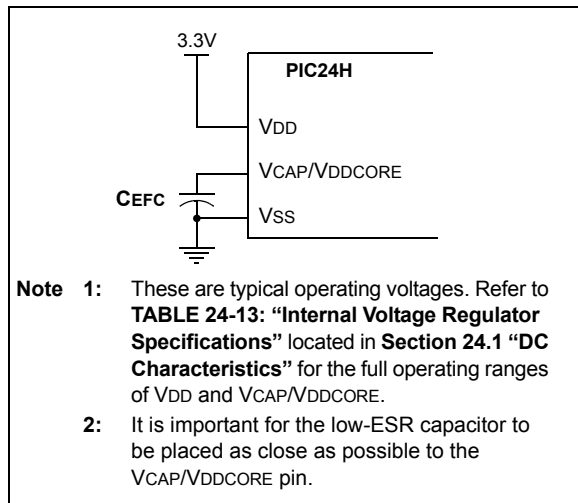 3.3V
PIC24H
VDD
VCAP/VDDCORE
CEFC
VSS
Note 1: These are typical operating voltages. Refer to
TABLE 24-13: “Internal Voltage Regulator
Specifications” located in Section 24.1 “DC
Characteristics” for the full operating ranges
of VDD and VCAP/VDDCORE.
2: It is important for the low-ESR capacitor to
be placed as close as possible to the
VCAP/VDDCORE pin.